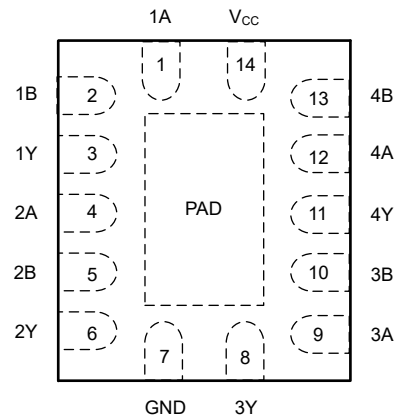 1A VCC
1 14
1B 2 13 4B
1Y 3 12 4A
2A 4 PAD 11 4Y
2B 5 10 3B
2Y 6 9 3A
7 8
GND 3Y